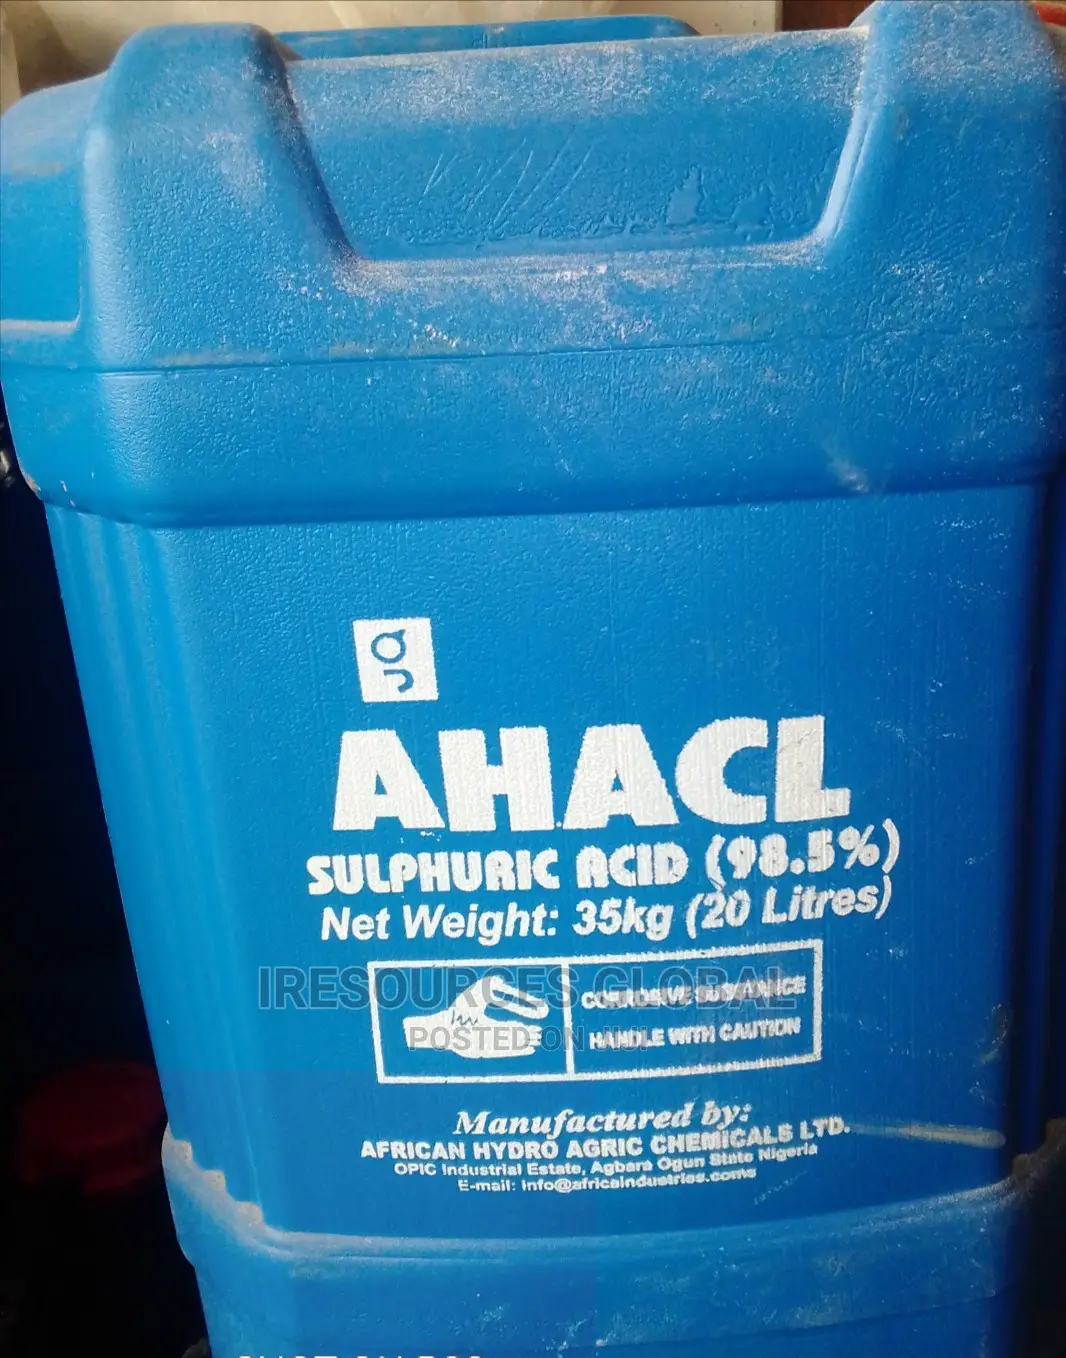 AHACL
SULPHURIC ACID (98.5%)
Net Weight: 35kg (20 Litres)
CORROSIVE SUBSTANCE
HANDLE WITH CAUTION
IRESOURCES GLOBAL
POSTED ON JIJI
Manufactured by:
AFRICAN HYDRO AGRIC CHEMICALS LTD.
OPIC Industrial Estate, Agbara Ogun State Nigeria
E-mail: Info@africaindustries.coms